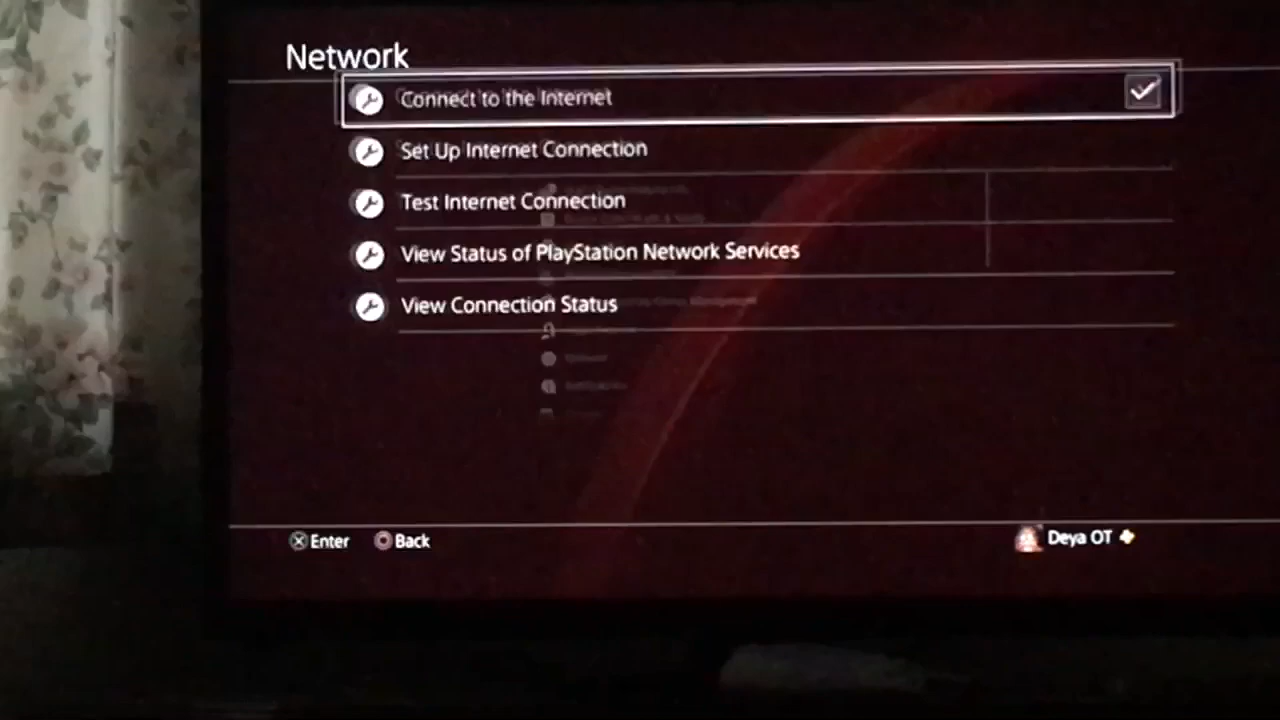 Network
Connect to the Internet
Set Up Internet Connection
Test Internet Connection
View Status of PlayStation Network Services
View Connection Status
Enter
Back
Deya OT